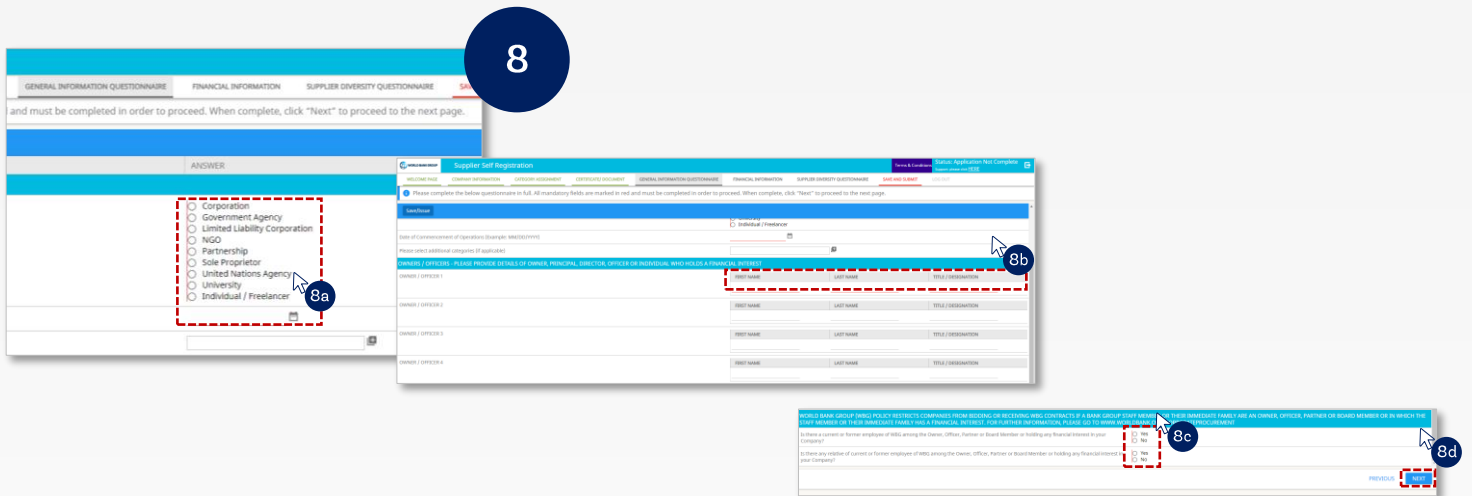 8
GENERAL INFORMATION QUESTIONNAIRE FINANCIAL INFORMATION SUPPLIER DIVERSITY QUESTIONNAIRE
and must be completed in order to proceed. When complete, click "Next" to proceed to the next page.
ANSWER
Corporation
Government Agency
Limited Liability Corporation
NGO
Partnership
Sole Proprietor
United Nations Agency
University
Individual / Freelancer
8a
WORLD BANK GROUP Supplier Self Registration Terms & Conditions Status: Application Not Complete
WELCOME PAGE COMPANY INFORMATION CATEGORY ASSIGNMENT CERTIFICATE/ DOCUMENT GENERAL INFORMATION QUESTIONNAIRE FINANCIAL INFORMATION SUPPLIER DIVERSITY QUESTIONNAIRE SAVE AND SUBMIT
Please complete the below questionnaire in full. All mandatory fields are marked in red and must be completed in order to proceed. When complete, click "Next" to proceed to the next page.
Individual / Freelancer
Date of Commencement of Operations (Example: MM/DD/YYYY)
Please select additional categories (if applicable)
8b
OWNERS / OFFICERS - PLEASE PROVIDE DETAILS OF OWNER, PRINCIPAL, DIRECTOR, OFFICER OR INDIVIDUAL WHO HOLDS A FINANCIAL INTEREST
OWNER / OFFICER 1 FIRST NAME LAST NAME TITLE / DESIGNATION
OWNER / OFFICER 2 FIRST NAME LAST NAME TITLE / DESIGNATION
OWNER / OFFICER 3 FIRST NAME LAST NAME TITLE / DESIGNATION
OWNER / OFFICER 4 FIRST NAME LAST NAME TITLE / DESIGNATION
WORLD BANK GROUP (WBG) POLICY RESTRICTS COMPANIES FROM BIDDING OR RECEIVING WBG CONTRACTS IF A BANK GROUP STAFF MEMBER OR THEIR IMMEDIATE FAMILY ARE AN OWNER, OFFICER, PARTNER OR BOARD MEMBER OR IN WHICH THE
STAFF MEMBER OR THEIR IMMEDIATE FAMILY HAS A FINANCIAL INTEREST. FOR FURTHER INFORMATION, PLEASE GO TO
Is there a current or former employee of WBG among the Owner, Officer, Partner or Board Member or holding any financial interest in your
Company?
Yes
No
8c
Is there any relative of current or former employee of WBG among the Owner, Officer, Partner or Board Member or holding any financial interest in
your Company?
Yes
No
8d
PREVIOUS NEXT